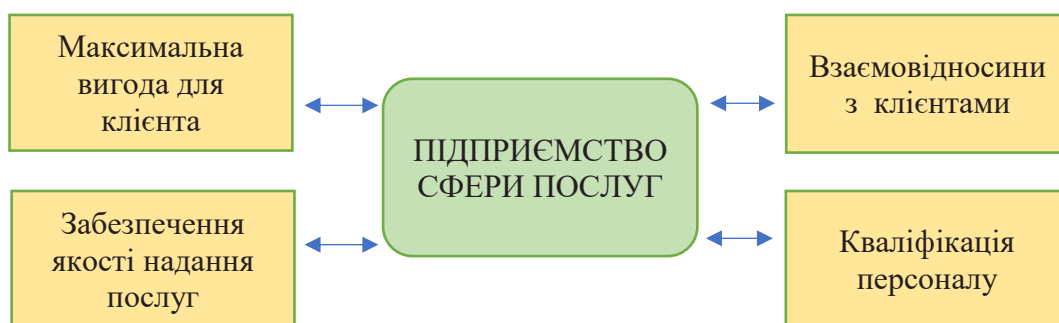 Максимальна
вигода для
клієнта
Взаємовідносини
з клієнтами
ПІДПРИЄМСТВО
СФЕРИ ПОСЛУГ
Забезпечення
якості надання
послуг
Кваліфікація
персоналу